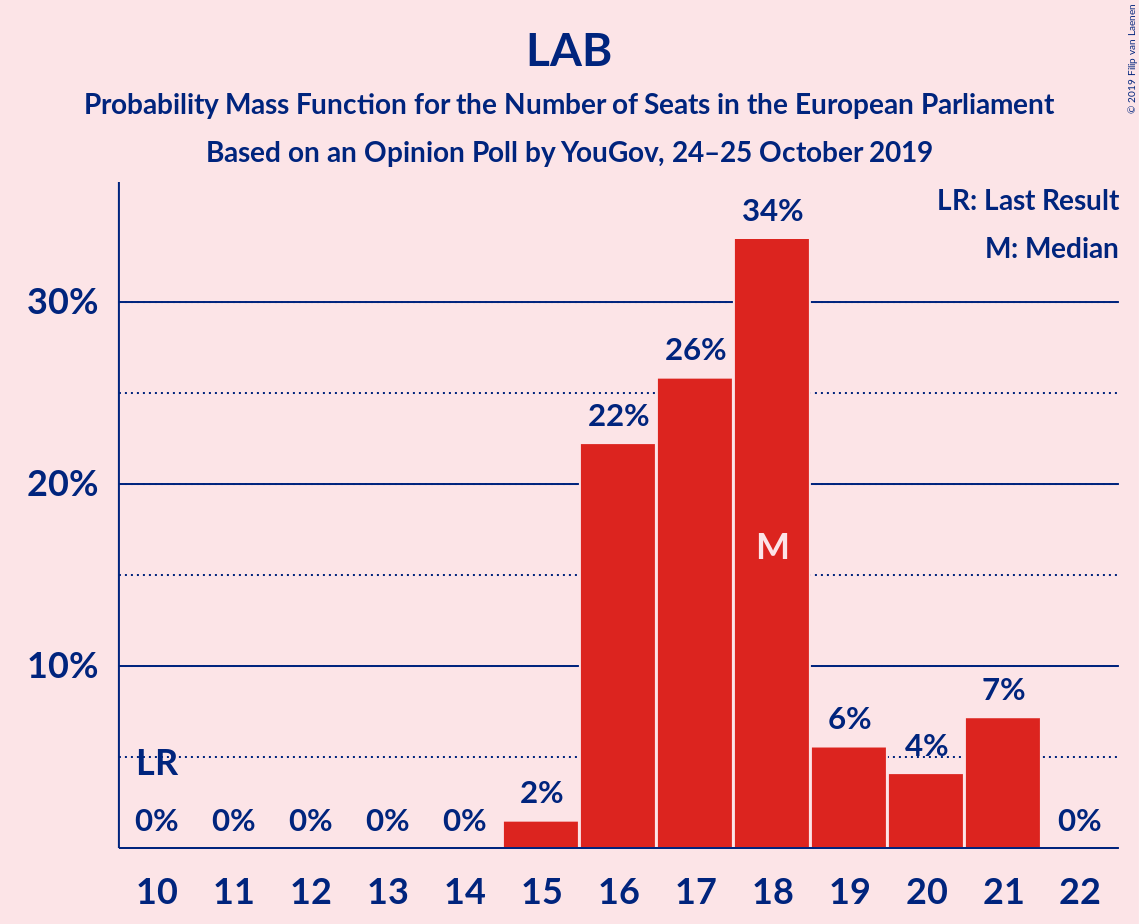 LAB
Probability Mass Function for the Number of Seats in the European Parliament
Based on an Opinion Poll by YouGov, 24–25 October 2019
© 2019 Filip van Laenen
LR: Last Result
M: Median
34%
30%
26%
22%
20%
M
10%
7%
6%
4%
LR
2%
0% 0% 0% 0% 0% 0%
10 11 12 13 14 15 16 17 18 19 20 21 22